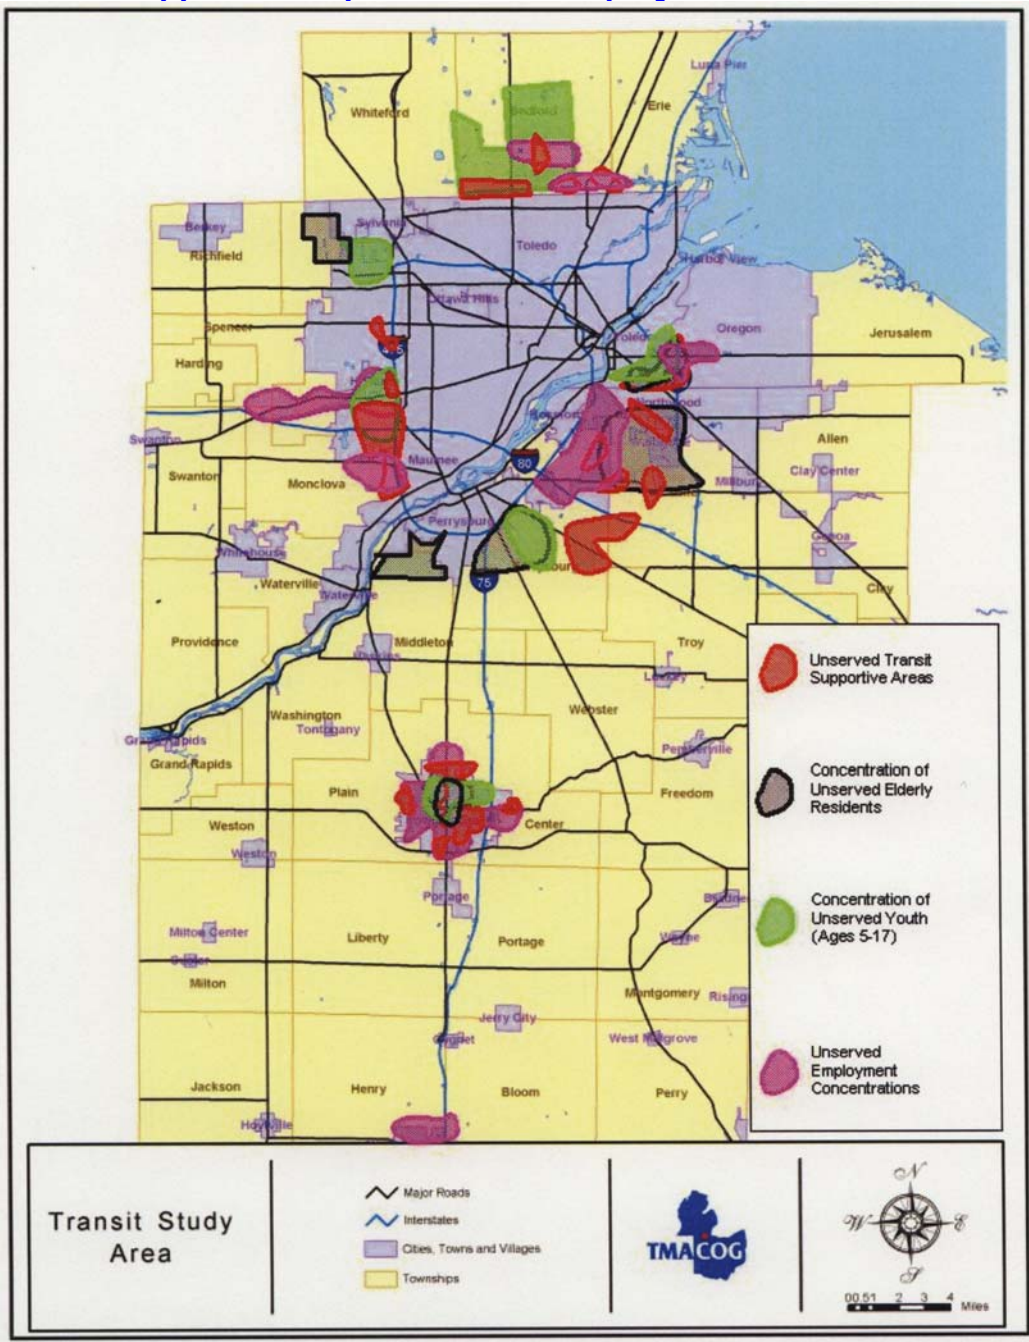 Luna Pier
Whiteford
Bedford
Erie
Berkey
Sylvania
Richfield
Toledo
Harbor View
Ottawa Hills
Spencer
Oregon
Jerusalem
Harding
Northwood
Swanton
Maumee
Allen
80
Swanton
Monclova
Millbury
Clay Center
Perrysburg
Genoa
Whitehouse
75
Waterville
Clay
Waterville
Providence
Middleton
Troy
Luckey
Washington
Webster
Tontogany
Grand Rapids
Pemberville
Grand Rapids
Plain
Freedom
Weston
Center
Weston
Portage
Milton Center
Liberty
Portage
Wayne
Custar
Milton
Montgomery
Rising
Jerry City
Cygnet
West Millgrove
Jackson
Henry
Bloom
Perry
Hoytville
Unserved Transit
Supportive Areas
Concentration of
Unserved Elderly
Residents
Concentration of
Unserved Youth
(Ages 5-17)
Unserved
Employment
Concentrations
Transit Study
Area
Major Roads
Interstates
Cities, Towns and Villages
Townships
TMACOG
N
W
E
S
0 0.5 1 2 3 4
Miles